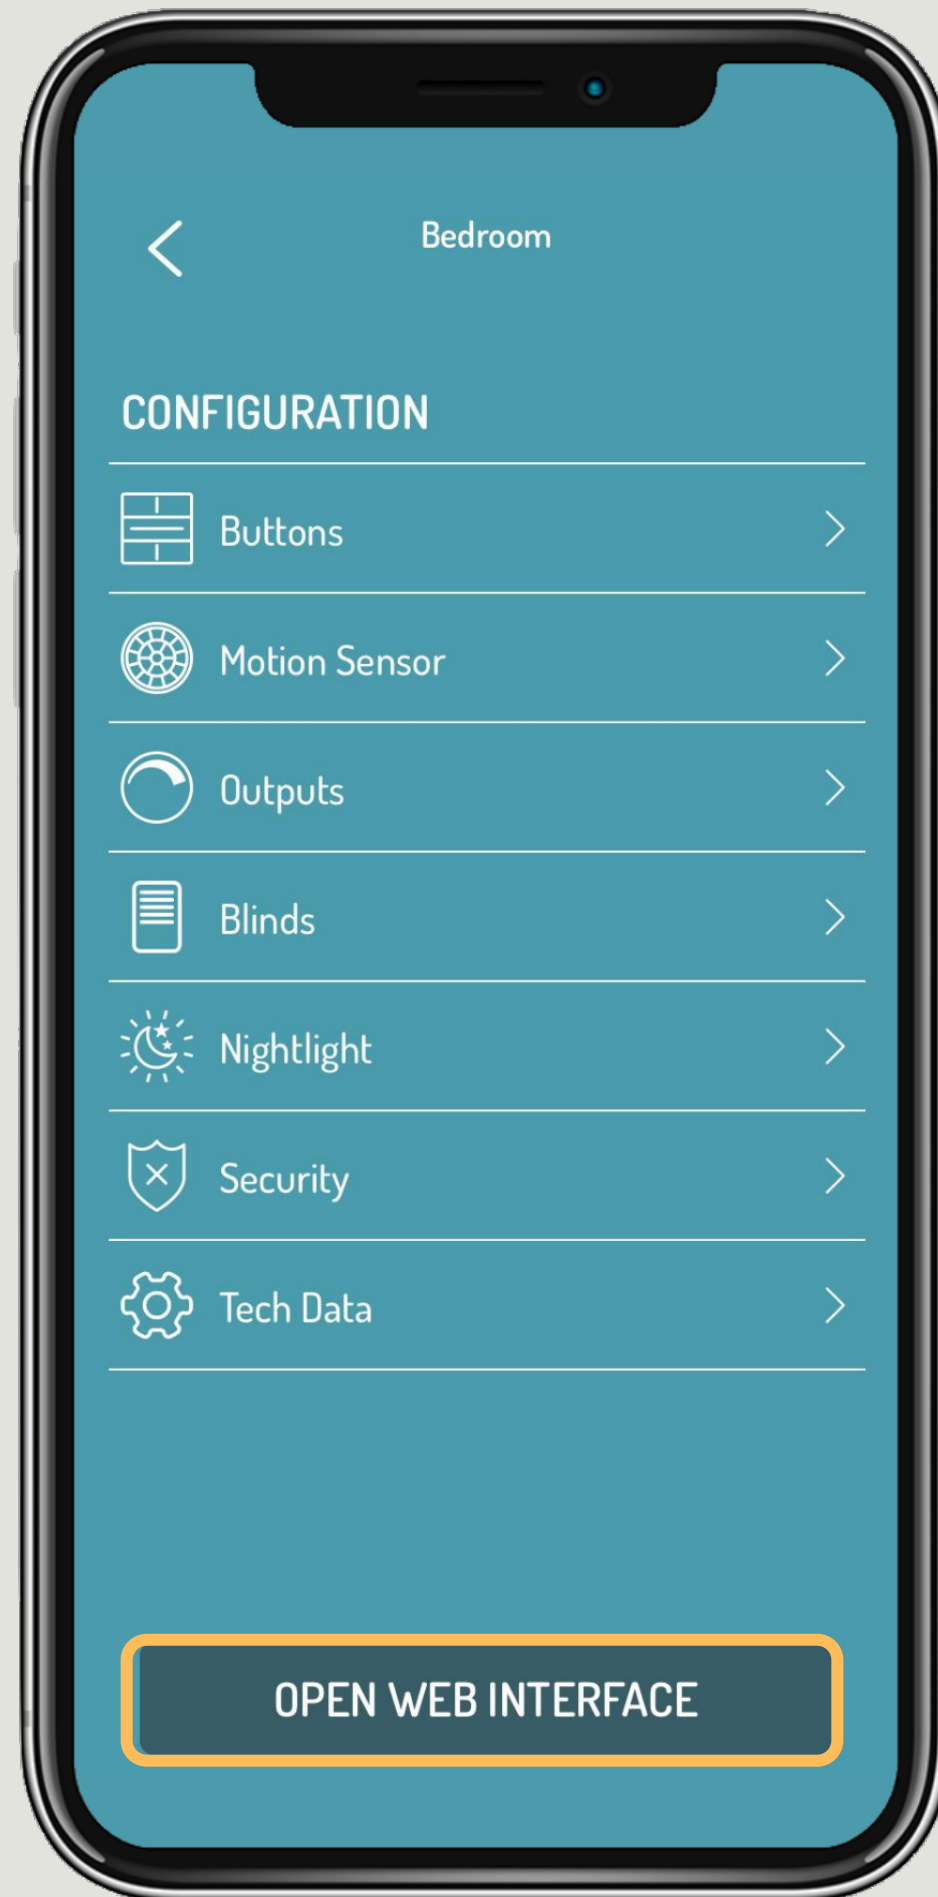 Bedroom
CONFIGURATION
Buttons
Motion Sensor
Outputs
Blinds
Nightlight
Security
Tech Data
OPEN WEB INTERFACE